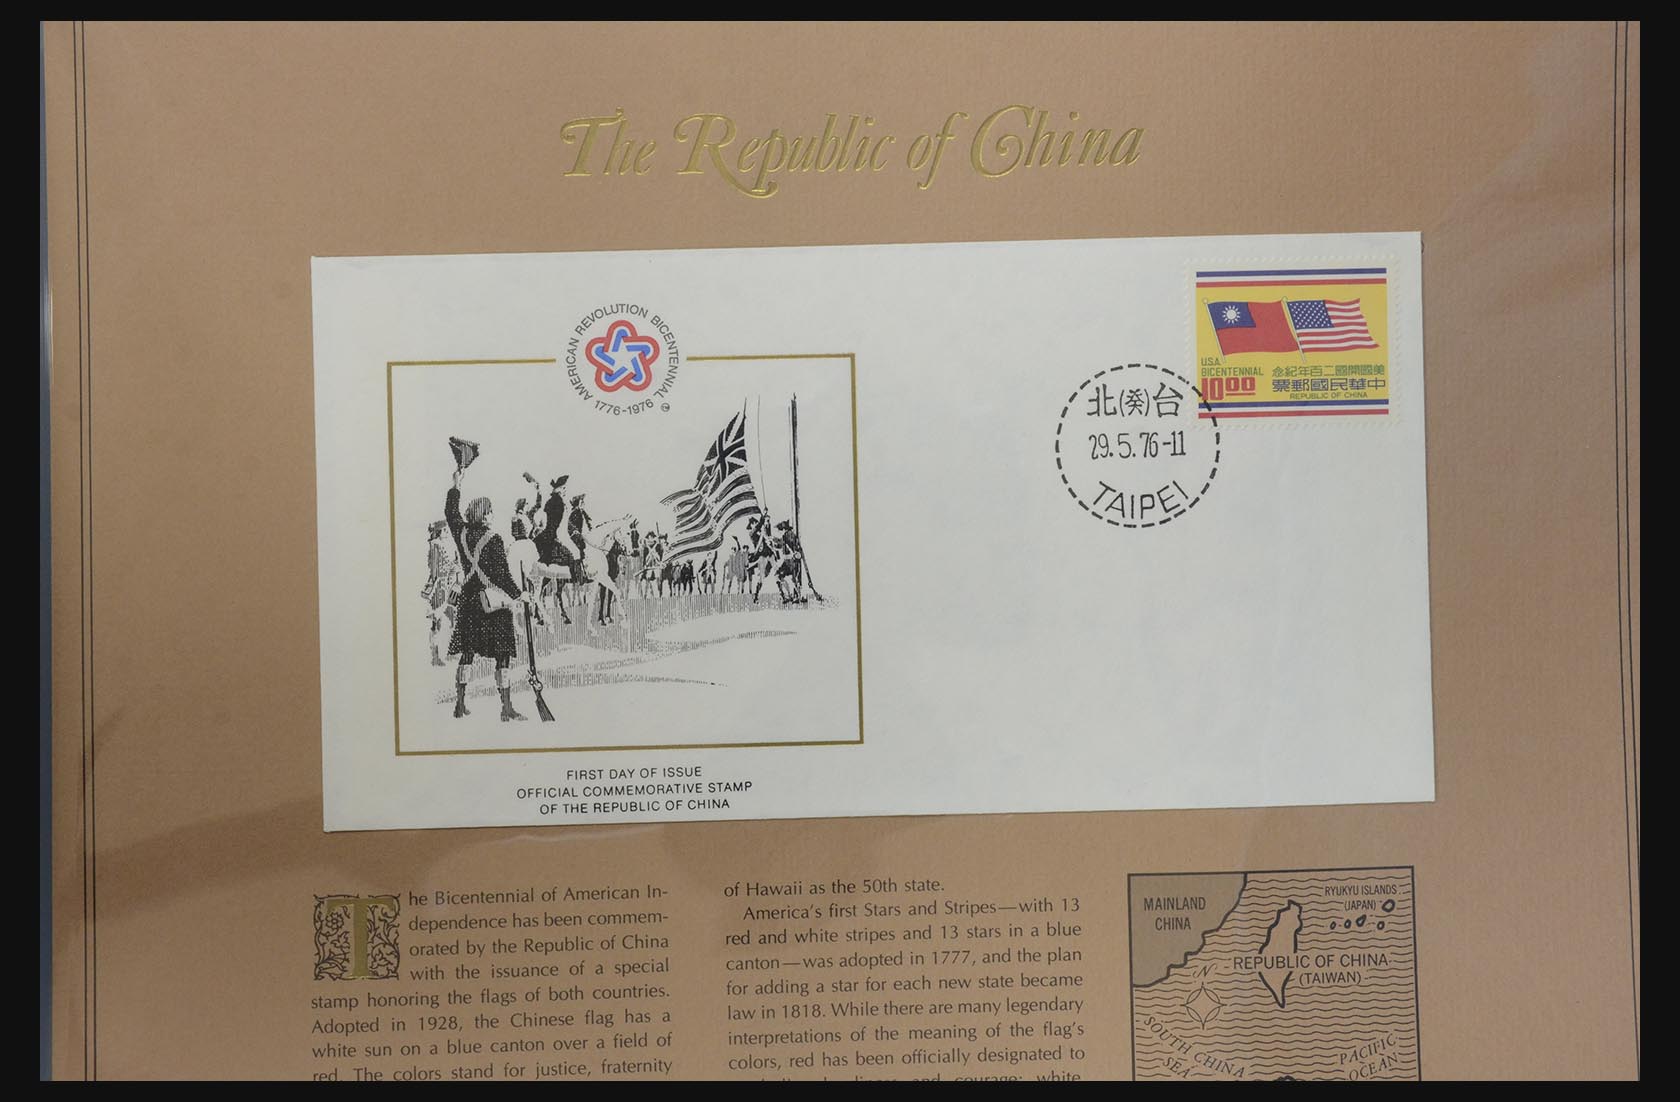 The Republic of China
AMERICAN REVOLUTION BICENTENNIAL
1776-1976
U.S.A.
BICENTENNIAL
10.00
美國開國二百年紀念
中華民國郵票
REPUBLIC OF CHINA
台(癸)北
29.5.76-11
TAIPEI
FIRST DAY OF ISSUE
OFFICIAL COMMEMORATIVE STAMP
OF THE REPUBLIC OF CHINA
The Bicentennial of American In-
dependence has been commem-
orated by the Republic of China
with the issuance of a special
stamp honoring the flags of both countries.
Adopted in 1928, the Chinese flag has a
white sun on a blue canton over a field of
red. The colors stand for justice, fraternity
of Hawaii as the 50th state.
America's first Stars and Stripes—with 13
red and white stripes and 13 stars in a blue
canton—was adopted in 1777, and the plan
for adding a star for each new state became
law in 1818. While there are many legendary
interpretations of the meaning of the flag's
colors, red has been officially designated to
and courage; white
MAINLAND
CHINA
RYUKYU ISLANDS
(JAPAN)
REPUBLIC OF CHINA
(TAIWAN)
N
SOUTH CHINA
SEA
PACIFIC
OCEAN